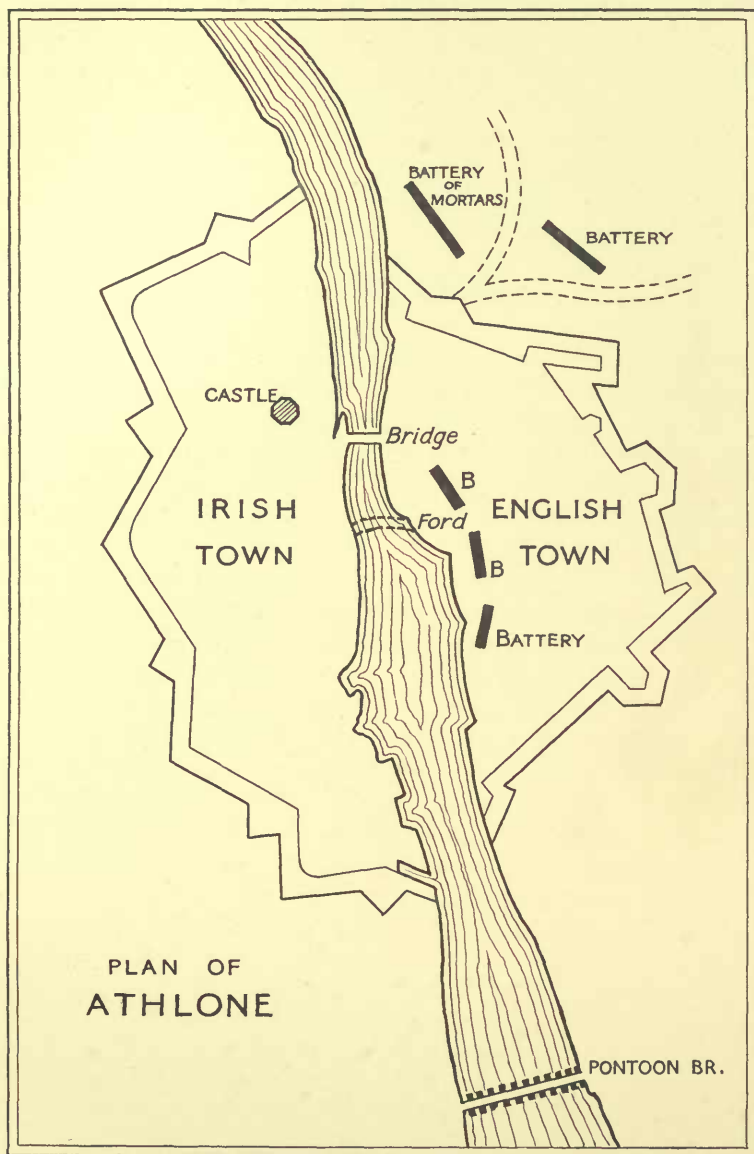 BATTERY
OF
MORTARS
BATTERY
CASTLE
Bridge
B
IRISH
TOWN
Ford
ENGLISH
TOWN
B
BATTERY
PLAN OF
ATHLONE
PONTOON BR.